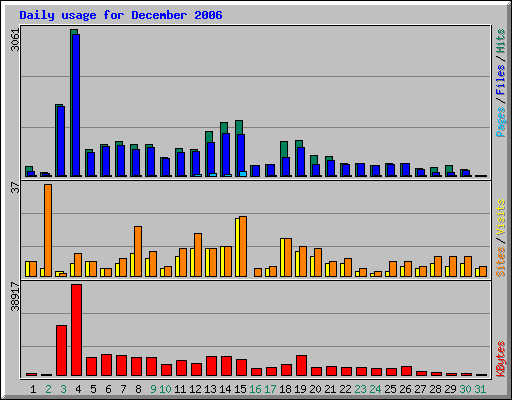 Daily usage for December 2006
3061
Pages / Files / Hits
37
Sites / Visits
38917
KBytes
1 2 3 4 5 6 7 8 9 10 11 12 13 14 15 16 17 18 19 20 21 22 23 24 25 26 27 28 29 30 31